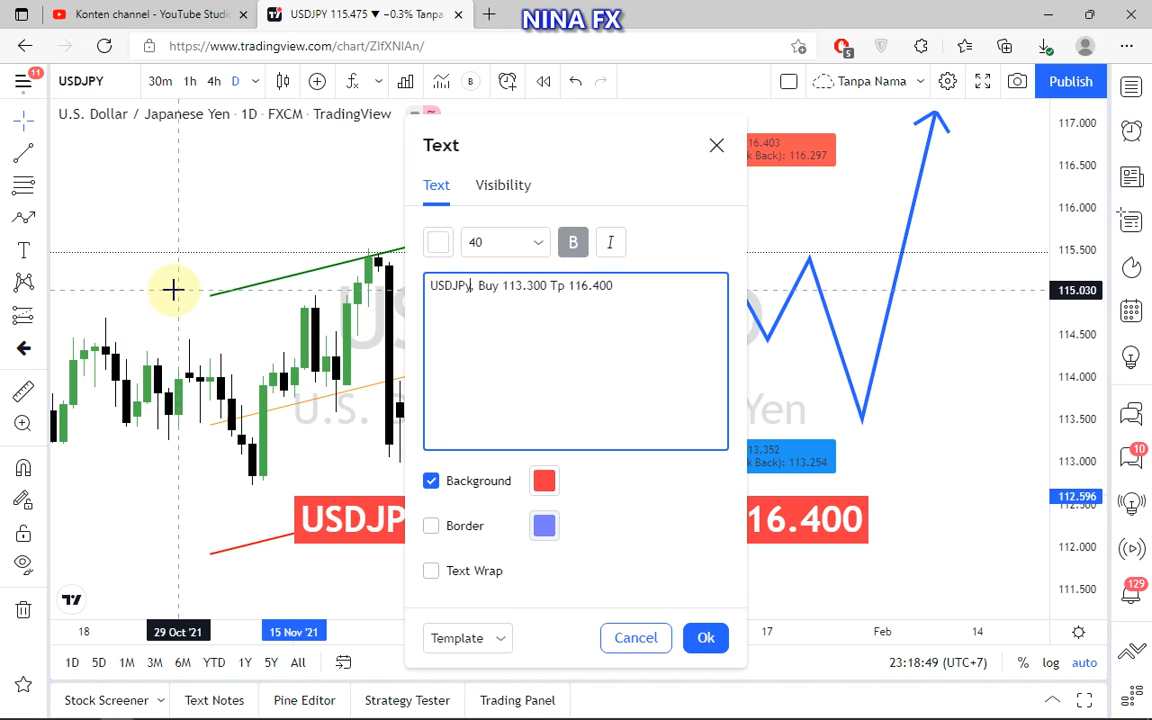 NINA FX
Konten channel - YouTube Studi
USDJPY 115.475 ▼ −0.3% Tanpa
https://www.tradingview.com/chart/ZIfXNIAn/
5
11
USDJPY
30m 1h 4h D
B
Tanpa Nama
Publish
U.S. Dollar / Japanese Yen · 1D · FXCM · TradingView
Text
Text Visibility
40
B I
USDJPy, Buy 113.300 Tp 116.400
Background
Border
Text Wrap
Template
Cancel
Ok
16.403
k Back): 116.297
13.352
k Back): 113.254
USDJP
16.400
Yen
117.000
116.500
116.000
115.500
115.030
114.500
114.000
113.500
113.000
112.596
112.000
111.500
10
129
18
29 Oct '21
15 Nov '21
17
Feb
14
1D 5D 1M 3M 6M YTD 1Y 5Y All
23:18:49 (UTC+7)
% log auto
Stock Screener
Text Notes
Pine Editor
Strategy Tester
Trading Panel